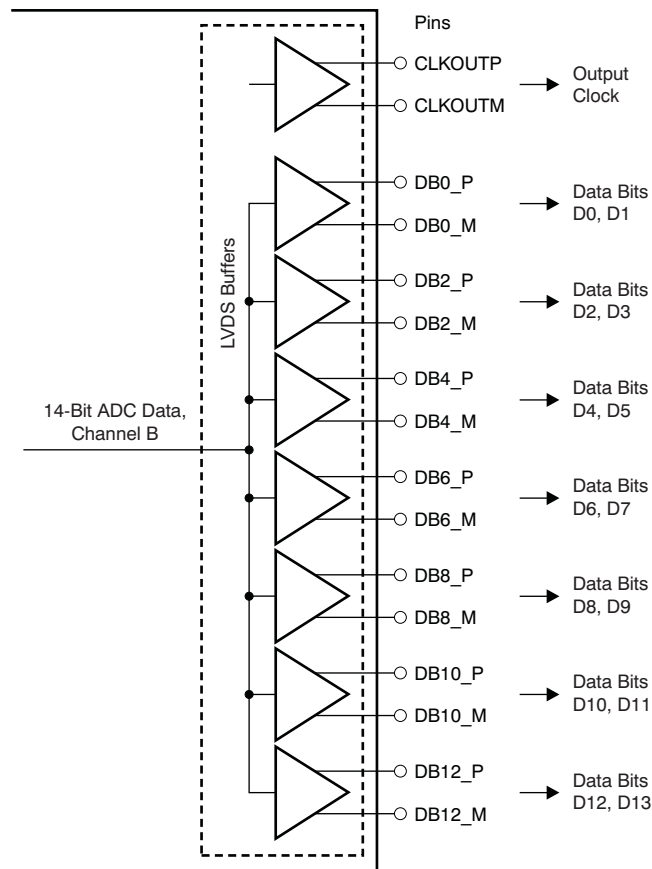 Pins
CLKOUTP
CLKOUTM
Output
Clock
DB0_P
DB0_M
Data Bits
D0, D1
LVDS Buffers
DB2_P
DB2_M
Data Bits
D2, D3
DB4_P
DB4_M
Data Bits
D4, D5
14-Bit ADC Data,
Channel B
DB6_P
DB6_M
Data Bits
D6, D7
DB8_P
DB8_M
Data Bits
D8, D9
DB10_P
DB10_M
Data Bits
D10, D11
DB12_P
DB12_M
Data Bits
D12, D13